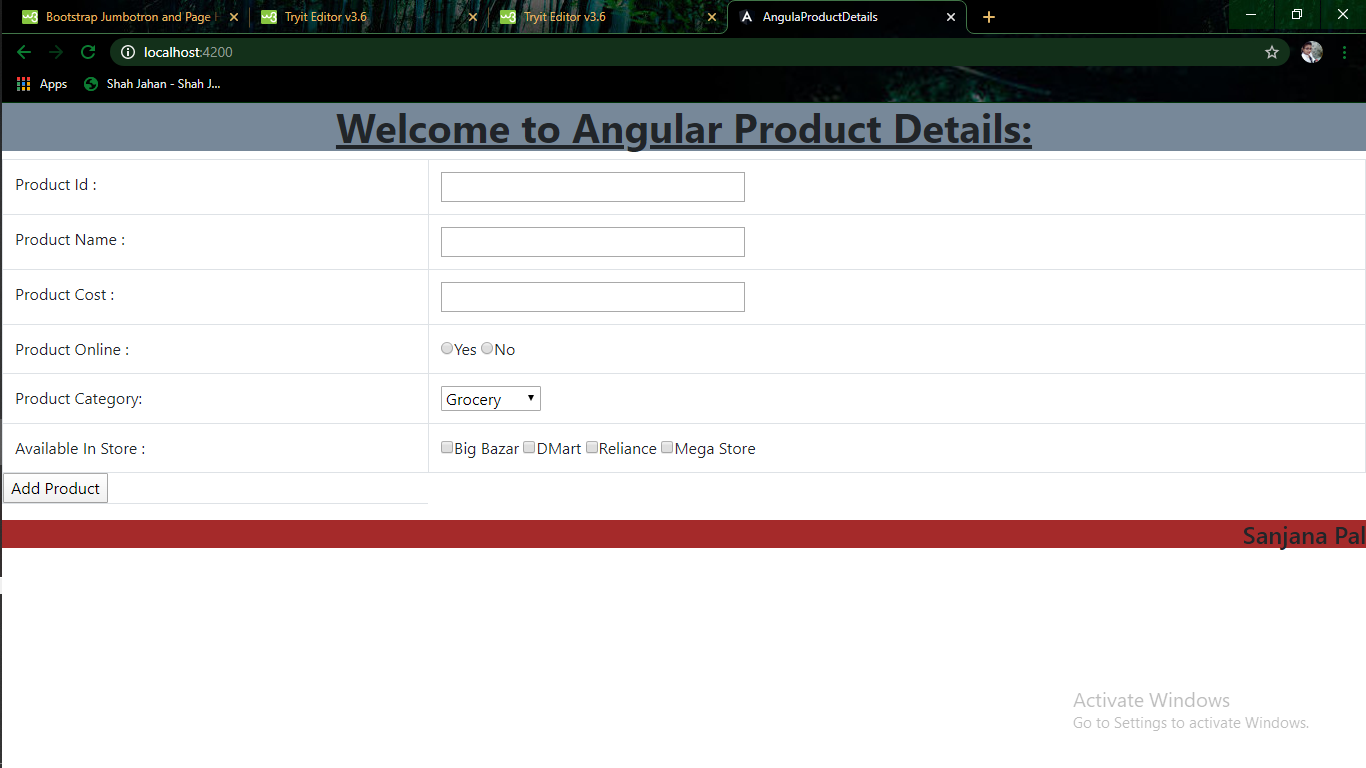 Bootstrap Jumbotron and Page H
Tryit Editor v3.6
Tryit Editor v3.6
AngulaProductDetails
localhost:4200
Apps
Shah Jahan - Shah J...
Welcome to Angular Product Details:
Product Id :
Product Name :
Product Cost :
Product Online : Yes No
Product Category: Grocery
Available In Store : Big Bazar DMart Reliance Mega Store
Add Product
Sanjana Pal
Activate Windows
Go to Settings to activate Windows.